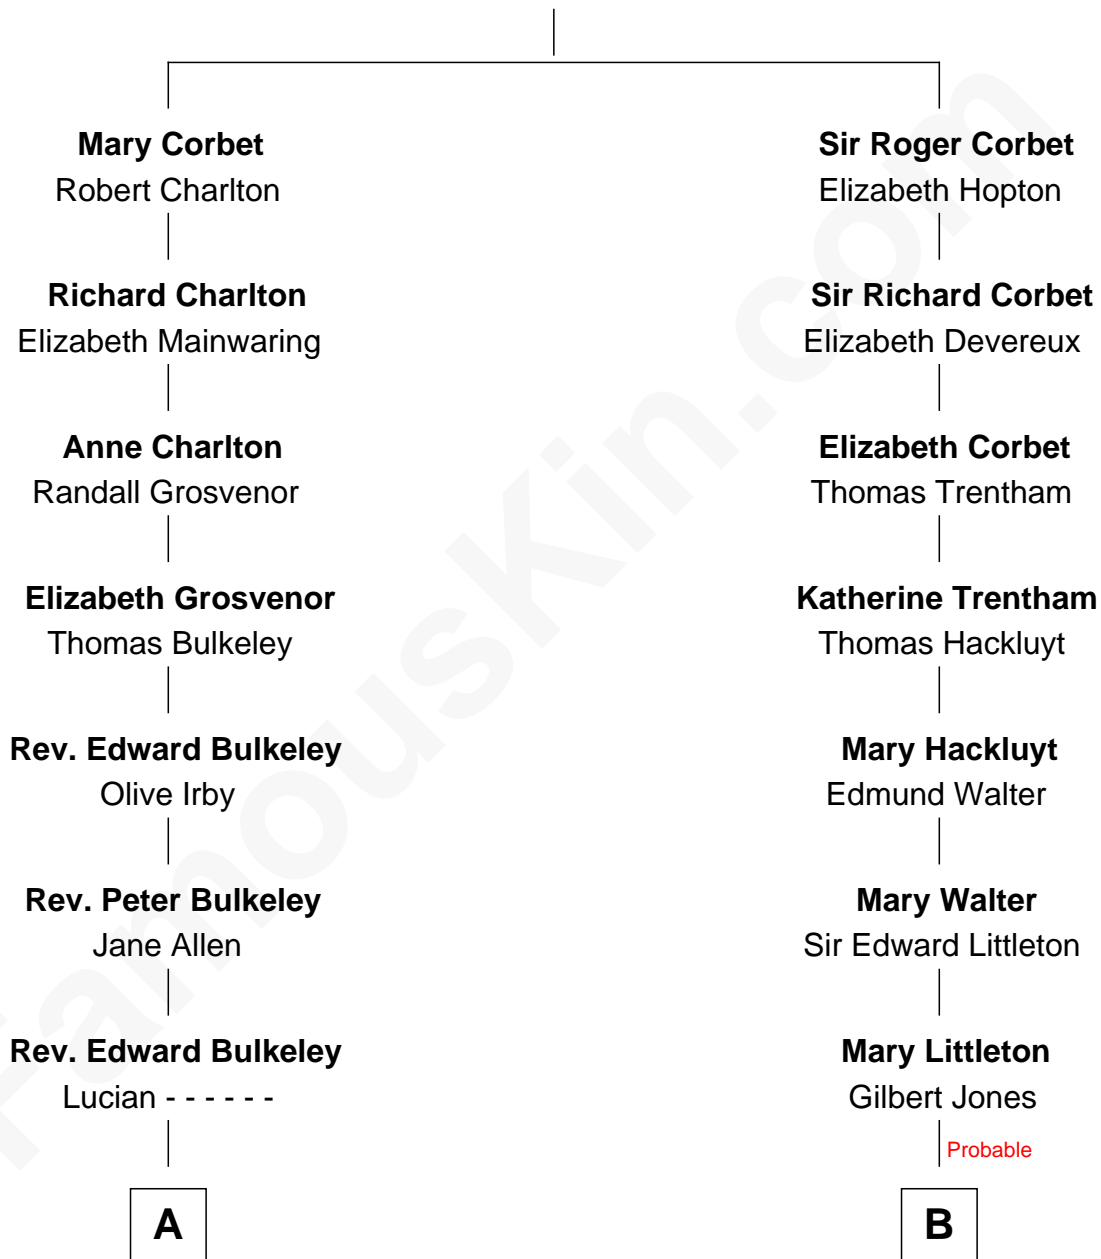 Mary Corbet
Robert Charlton
Richard Charlton
Elizabeth Mainwaring
Anne Charlton
Randall Grosvenor
Elizabeth Grosvenor
Thomas Bulkeley
Rev. Edward Bulkeley
Olive Irby
Rev. Peter Bulkeley
Jane Allen
Rev. Edward Bulkeley
Lucian - - - - - -
A
Sir Roger Corbet
Elizabeth Hopton
Sir Richard Corbet
Elizabeth Devereux
Elizabeth Corbet
Thomas Trentham
Katherine Trentham
Thomas Hackluyt
Mary Hackluyt
Edmund Walter
Mary Walter
Sir Edward Littleton
Mary Littleton
Gilbert Jones
Probable
B
FamousKin.com